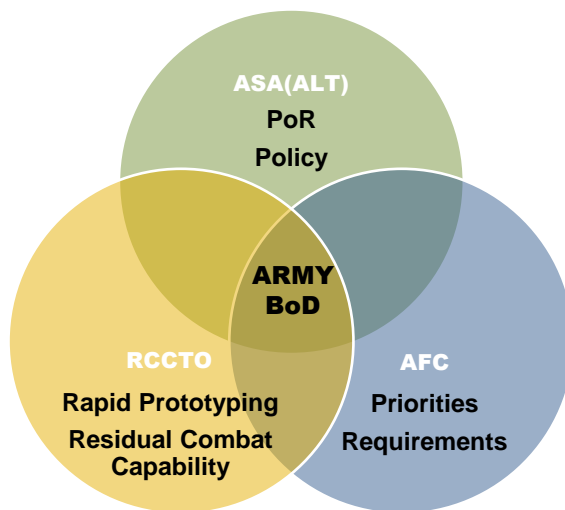 ASA(ALT)
PoR
Policy
ARMY
BoD
RCCTO
Rapid Prototyping
Residual Combat
Capability
AFC
Priorities
Requirements